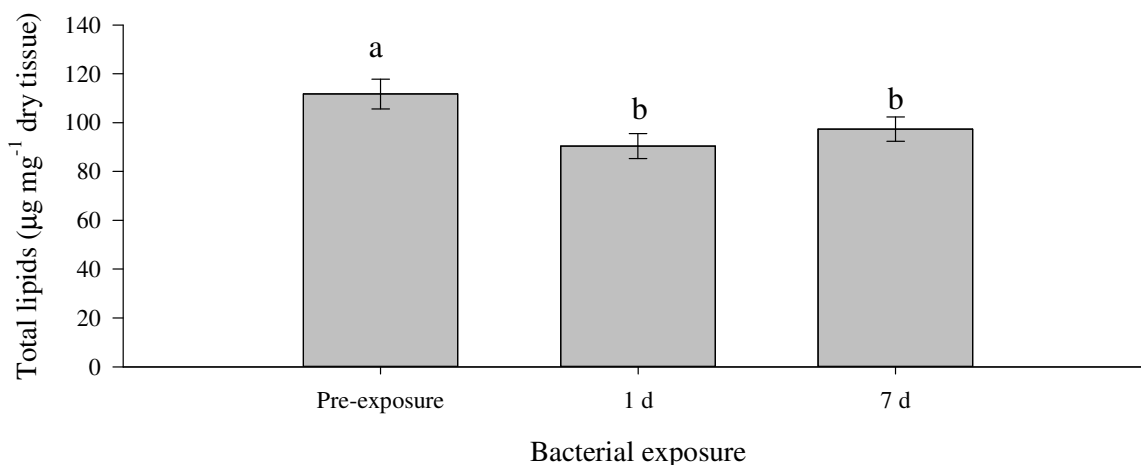 Total lipids (μg mg-1 dry tissue)
140
120
100
80
60
40
20
0
a
b
b
Pre-exposure
1 d
7 d
Bacterial exposure